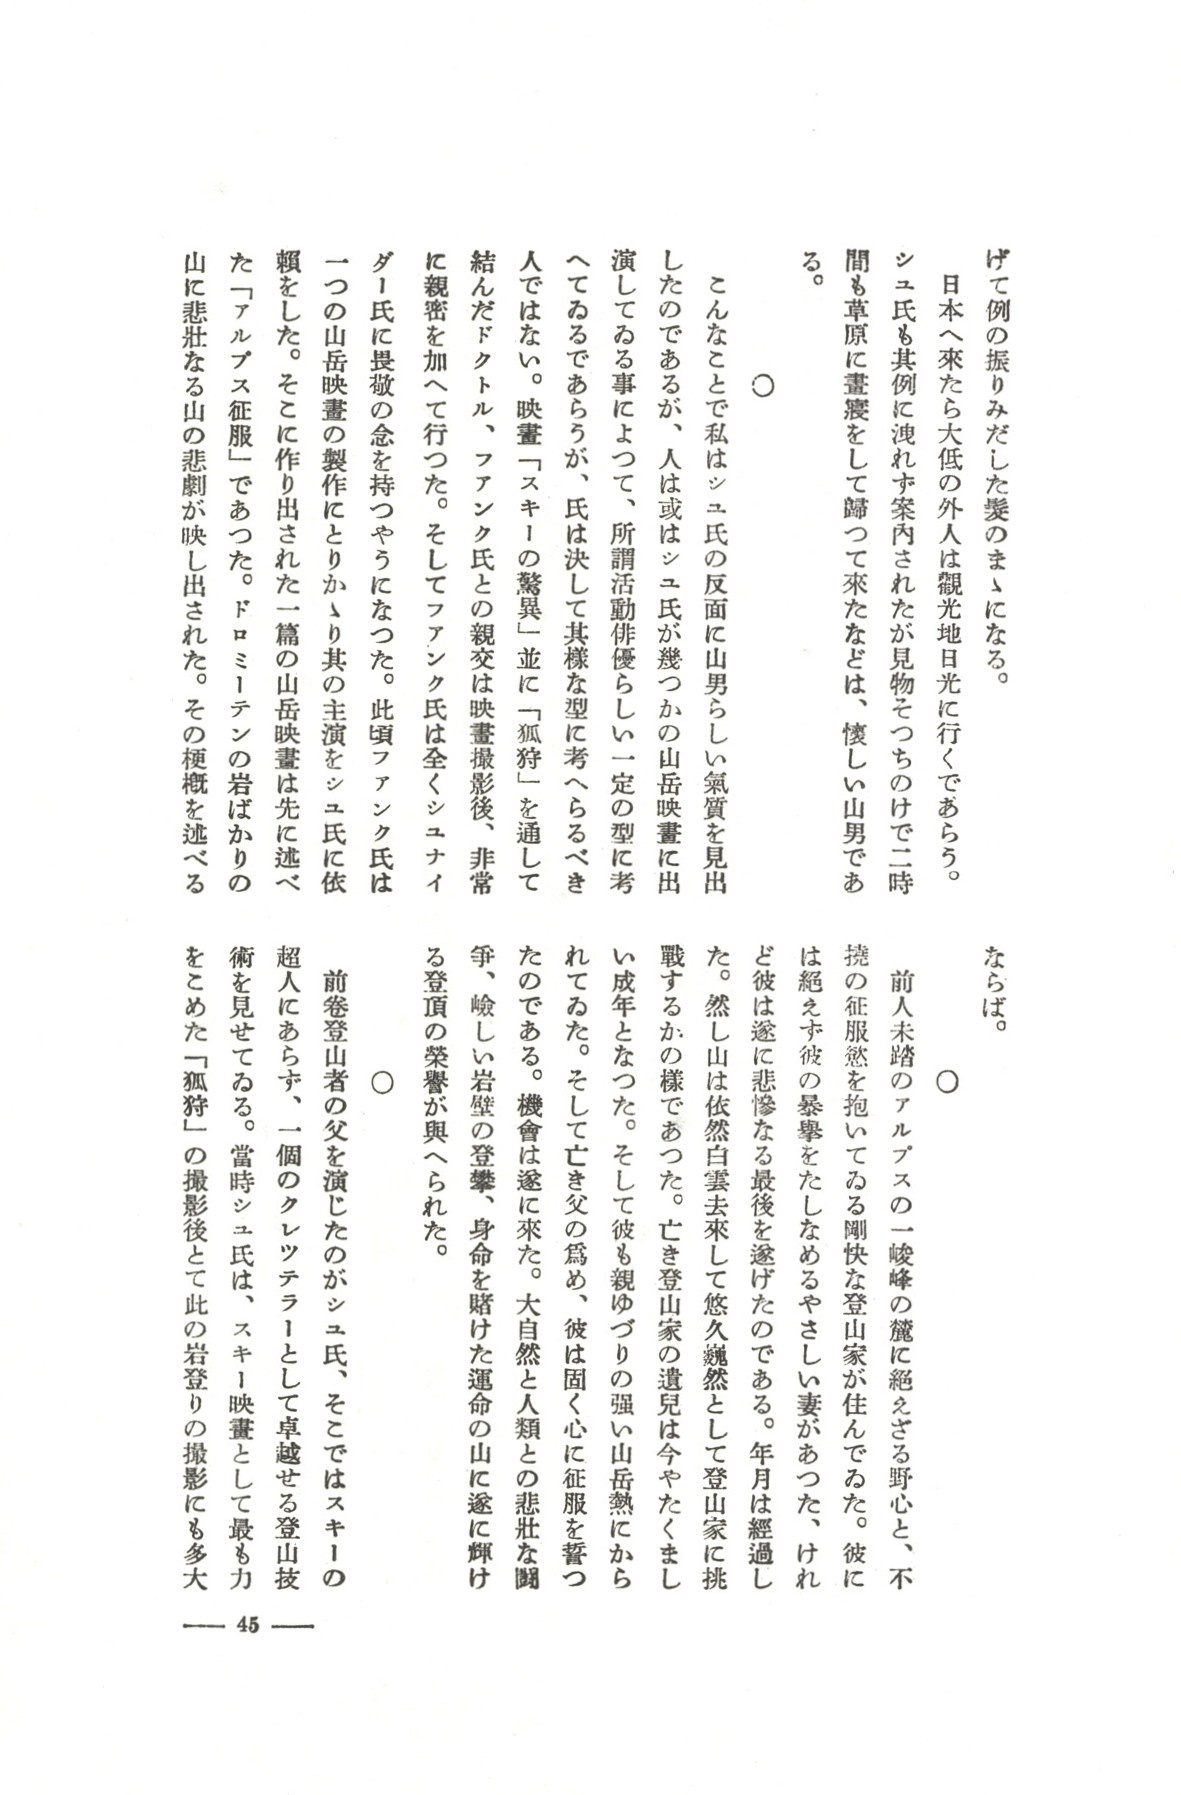 げて例の振りみだした髮のまゝになる。
日本へ來たら大低の外人は觀光地日光に行くであらう。
シユ氏も其例に洩れず案內されたが見物そつちのけで二時
間も草原に晝寢をして歸つて來たなどは、懷しい山男であ
る。
〇
こんなことで私はシユ氏の反面に山男らしい氣質を見出
したのであるが、人は或はシユ氏が幾つかの山岳映畫に出
演してゐる事によつて、所謂活動俳優らしい一定の型に考
へてゐるであらうが、氏は決して其樣な型に考へらるべき
人ではない。映畫「スキーの驚異」並に「狐狩」を通して
結んだドクトル、フアンク氏との親交は映畫撮影後、非常
に親密を加へて行つた。そしてフアンク氏は全くシユナイ
ダー氏に畏敬の念を持つやうになつた。此頃フアンク氏は
一つの山岳映畫の製作にとりかゝり其の主演をシユ氏に依
賴をした。そこに作り出された一篇の山岳映畫は先に述べ
た「アルプス征服」であつた。ドロミーテンの岩ばかりの
山に悲壯なる山の悲劇が映し出された。その梗槪を述べる
ならば。
〇
前人未踏のアルプスの一峻峰の麓に絕えざる野心と、不
撓の征服慾を抱いてゐる剛快な登山家が住んでゐた。彼に
は絕えず彼の暴擧をたしなめるやさしい妻があつた、けれ
ど彼は遂に悲慘なる最後を遂げたのである。年月は經過し
た。然し山は依然白雲去來して悠久巍然として登山家に挑
戰するかの樣であつた。亡き登山家の遺兒は今やたくまし
い成年となつた。そして彼も親ゆづりの强い山岳熱にから
れてゐた。そして亡き父の爲め、彼は固く心に征服を誓つ
たのである。機會は遂に來た。大自然と人類との悲壯な鬪
爭、嶮しい岩壁の登攀、身命を賭けた運命の山に遂に輝け
る登頂の榮譽が與へられた。
〇
前卷登山者の父を演じたのがシユ氏、そこではスキーの
超人にあらず、一個のクレツテラーとして卓越せる登山技
術を見せてゐる。當時シユ氏は、スキー映畫として最も力
をこめた「狐狩」の撮影後とて此の岩登りの撮影にも多大
45